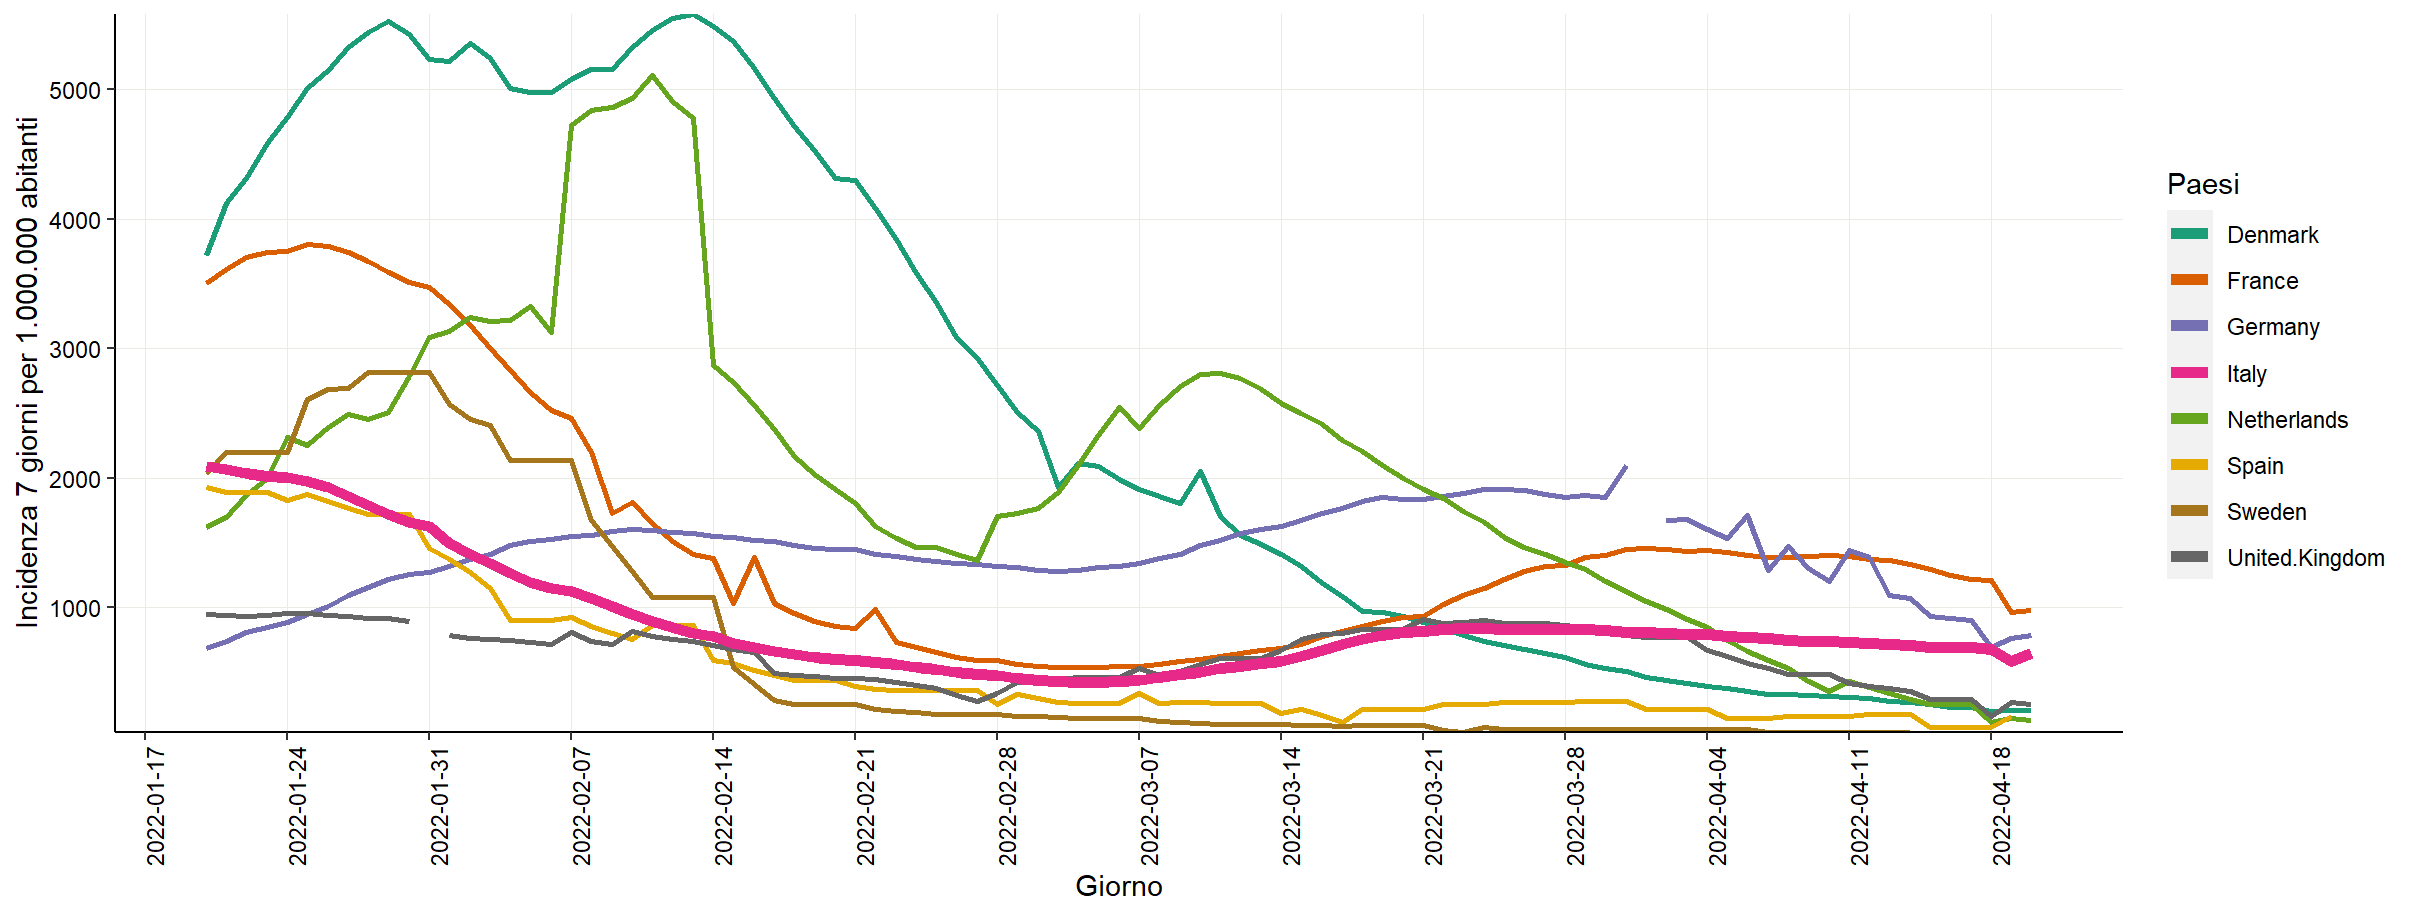 Incidenza 7 giorni per 1.000.000 abitanti
5000
4000
3000
2000
1000
2022-01-17
2022-01-24
2022-01-31
2022-02-07
2022-02-14
2022-02-21
2022-02-28
2022-03-07
2022-03-14
2022-03-21
2022-03-28
2022-04-04
2022-04-11
2022-04-18
Giorno
Paesi
Denmark
France
Germany
Italy
Netherlands
Spain
Sweden
United.Kingdom